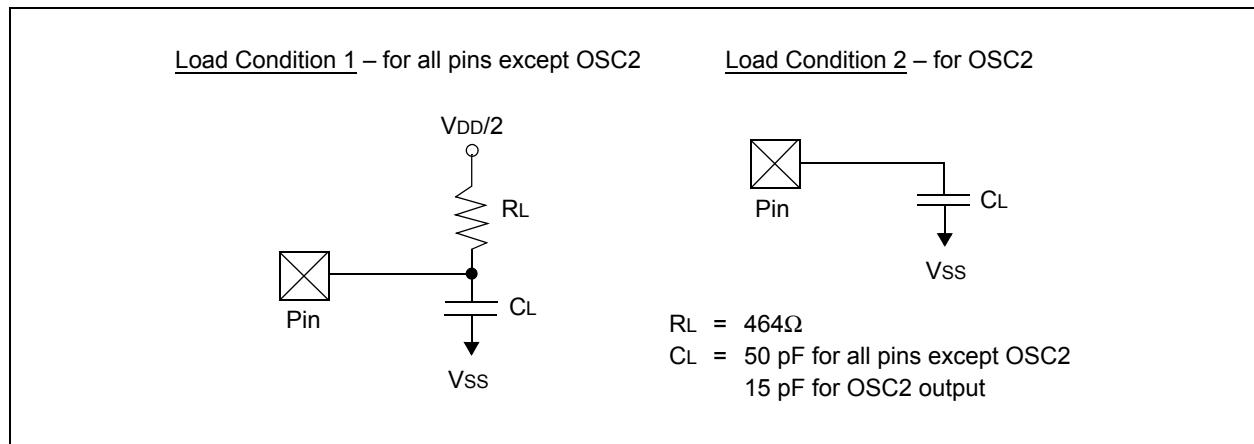 Load Condition 1 – for all pins except OSC2
VDD/2
RL
Pin
CL
VSS
Load Condition 2 – for OSC2
Pin
CL
VSS
RL = 464Ω
CL = 50 pF for all pins except OSC2
15 pF for OSC2 output